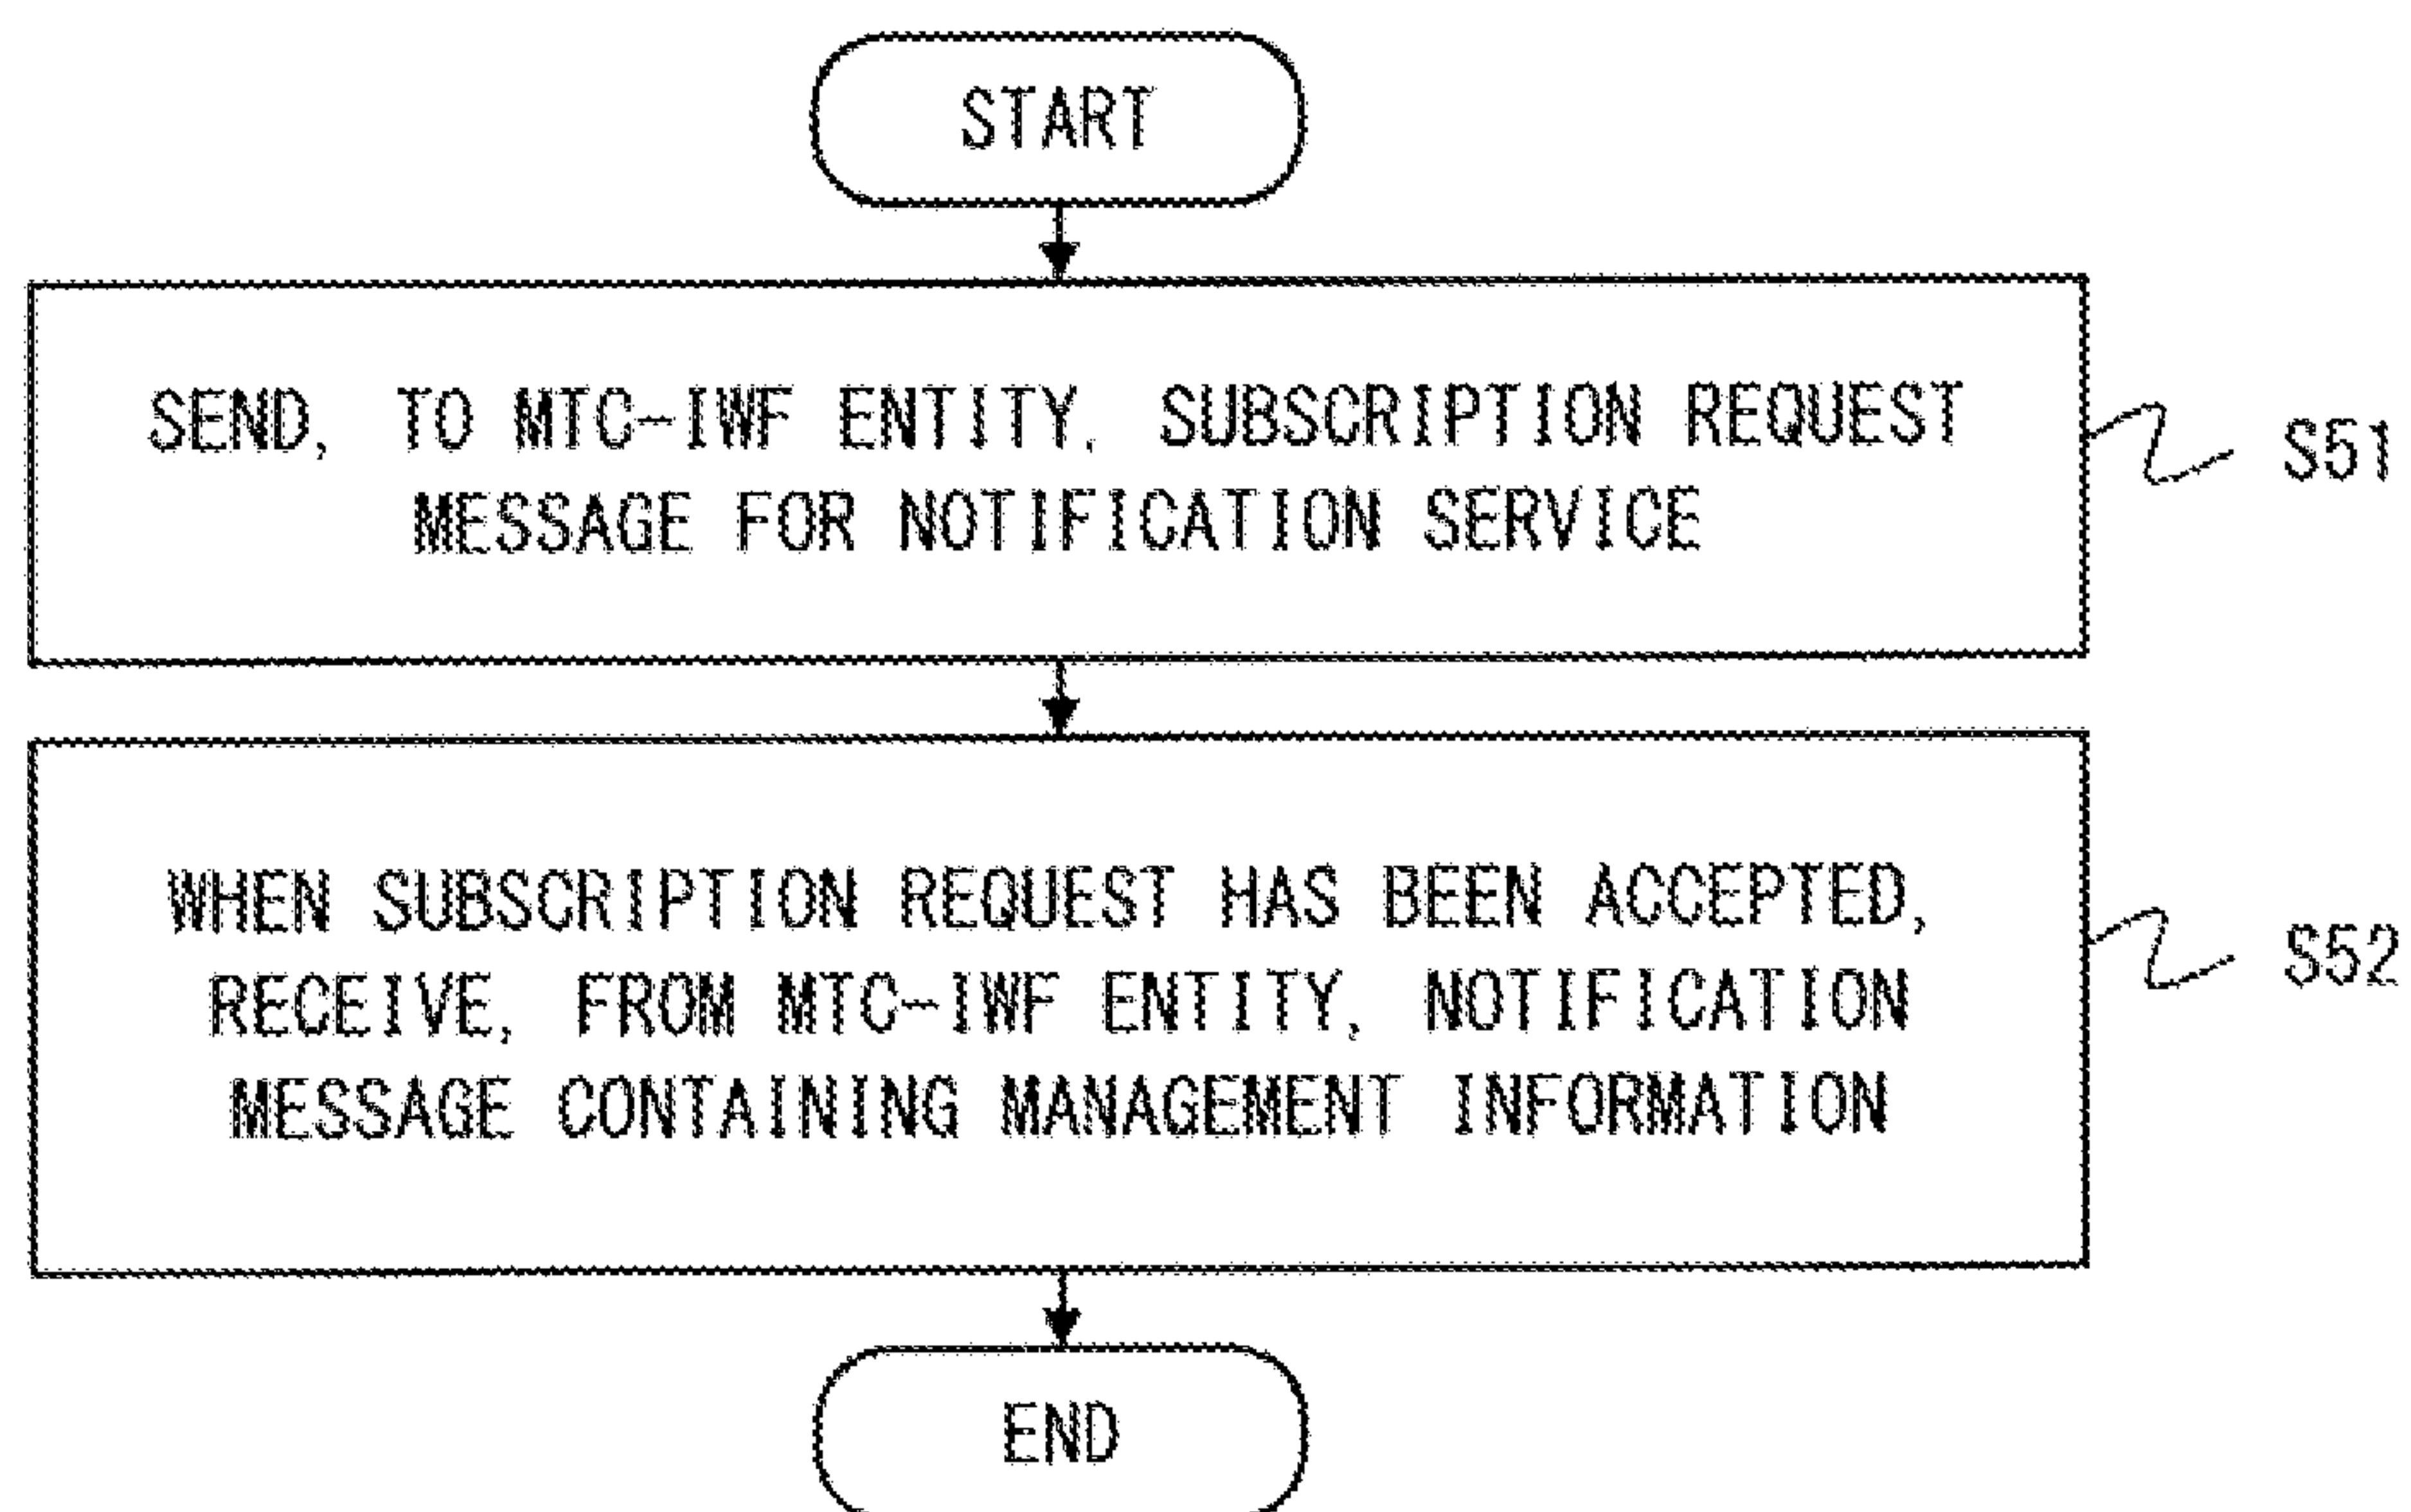 START
SEND, TO MTC-IWF ENTITY, SUBSCRIPTION REQUEST
MESSAGE FOR NOTIFICATION SERVICE
S51
WHEN SUBSCRIPTION REQUEST HAS BEEN ACCEPTED,
RECEIVE, FROM MTC-IWF ENTITY, NOTIFICATION
MESSAGE CONTAINING MANAGEMENT INFORMATION
S52
END